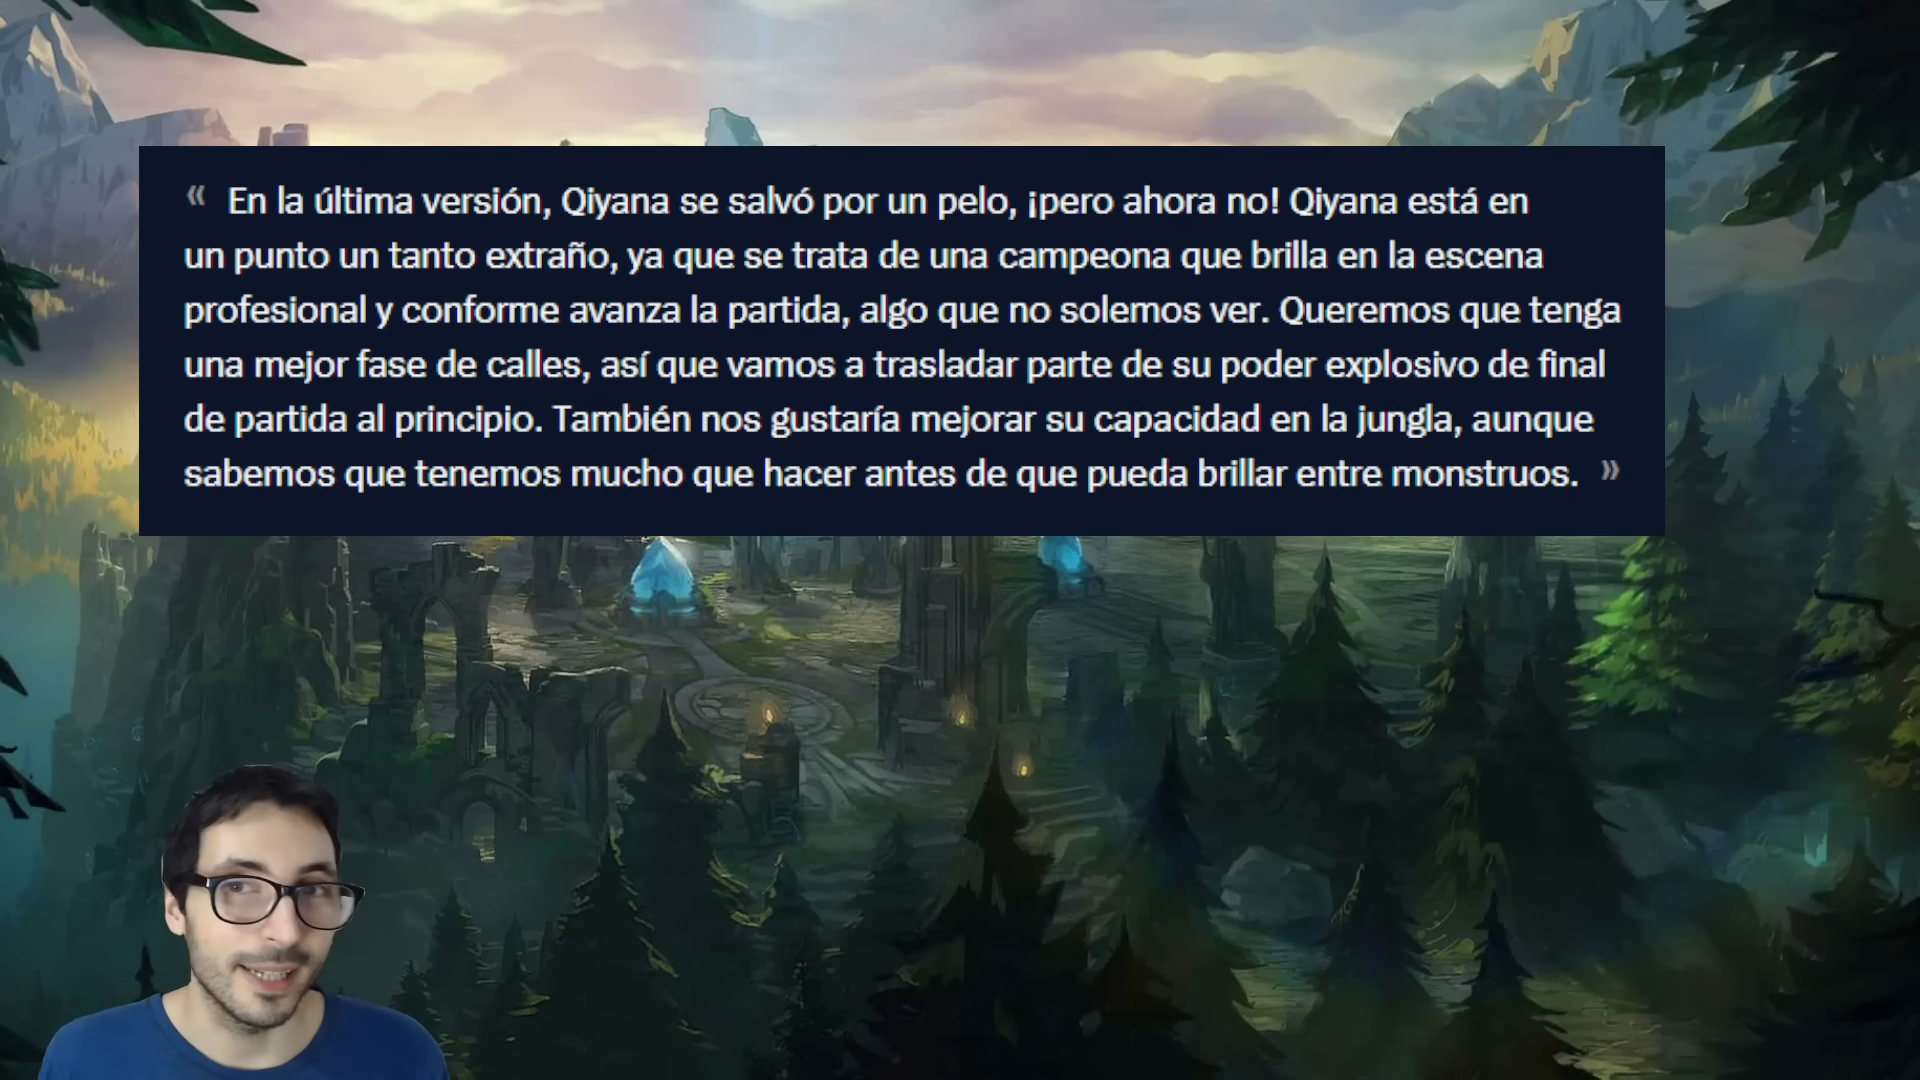 « En la última versión, Qiyana se salvó por un pelo, ¡pero ahora no! Qiyana está en
un punto un tanto extraño, ya que se trata de una campeona que brilla en la escena
profesional y conforme avanza la partida, algo que no solemos ver. Queremos que tenga
una mejor fase de calles, así que vamos a trasladar parte de su poder explosivo de final
de partida al principio. También nos gustaría mejorar su capacidad en la jungla, aunque
sabemos que tenemos mucho que hacer antes de que pueda brillar entre monstruos. »